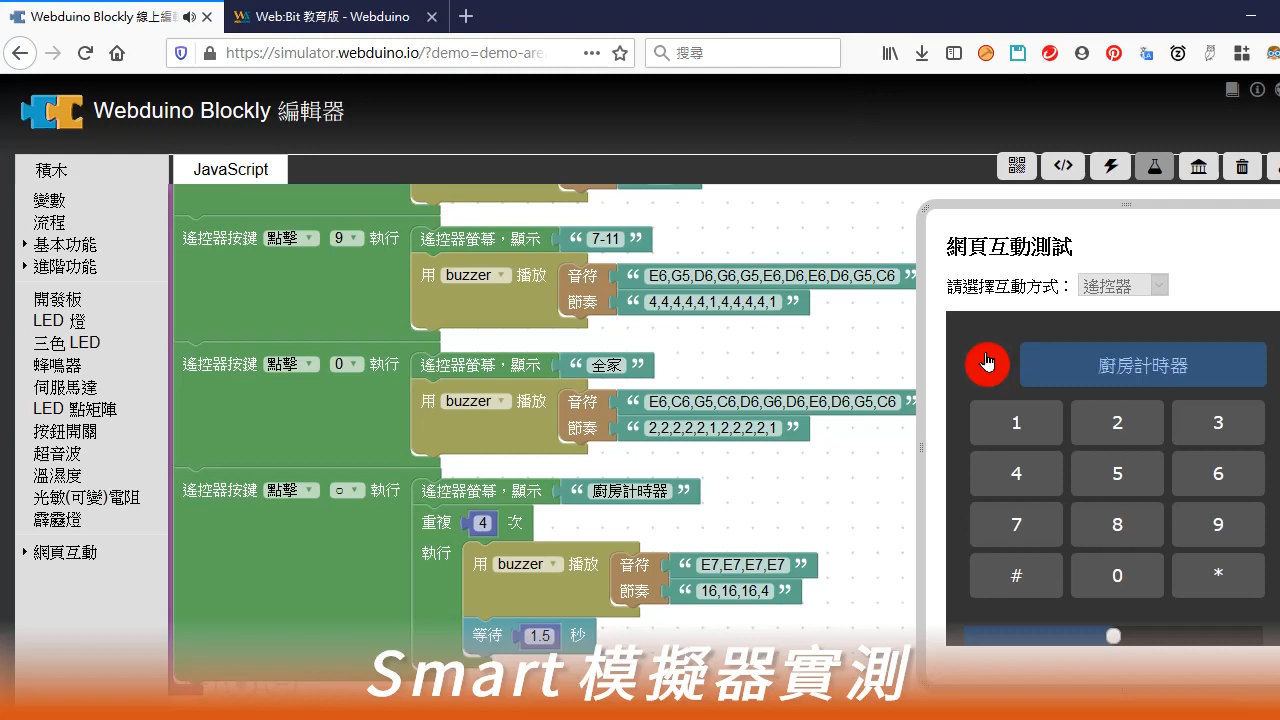 Webduino Blockly 線上編輯
Web:Bit 教育版 - Webduino
https://simulator.webduino.io/?demo=demo-are
搜尋
Webduino Blockly 編輯器
積木
變數
流程
基本功能
進階功能
開發板
LED 燈
三色 LED
蜂鳴器
伺服馬達
LED 點矩陣
按鈕開關
超音波
溫濕度
光敏(可變)電阻
霹靂燈
網頁互動
JavaScript
遙控器按鍵 點擊 9 執行 遙控器螢幕，顯示 “ 7-11 ”
用 buzzer 播放 音符 “ E6,G5,D6,G6,G5,E6,D6,E6,D6,G5,C6 ”
節奏 “ 4,4,4,4,4,1,4,4,4,4,1 ”
遙控器按鍵 點擊 0 執行 遙控器螢幕，顯示 “ 全家 ”
用 buzzer 播放 音符 “ E6,C6,G5,C6,D6,G6,D6,E6,D6,G5,C6 ”
節奏 “ 2,2,2,2,2,1,2,2,2,2,1 ”
遙控器按鍵 點擊 ○ 執行 遙控器螢幕，顯示 “ 廚房計時器 ”
重複 4 次
執行 用 buzzer 播放 音符 “ E7,E7,E7,E7 ”
節奏 “ 16,16,16,4 ”
等待 1.5 秒
網頁互動測試
請選擇互動方式： 遙控器
廚房計時器
1 2 3
4 5 6
7 8 9
# 0 *
Smart 模擬器實測